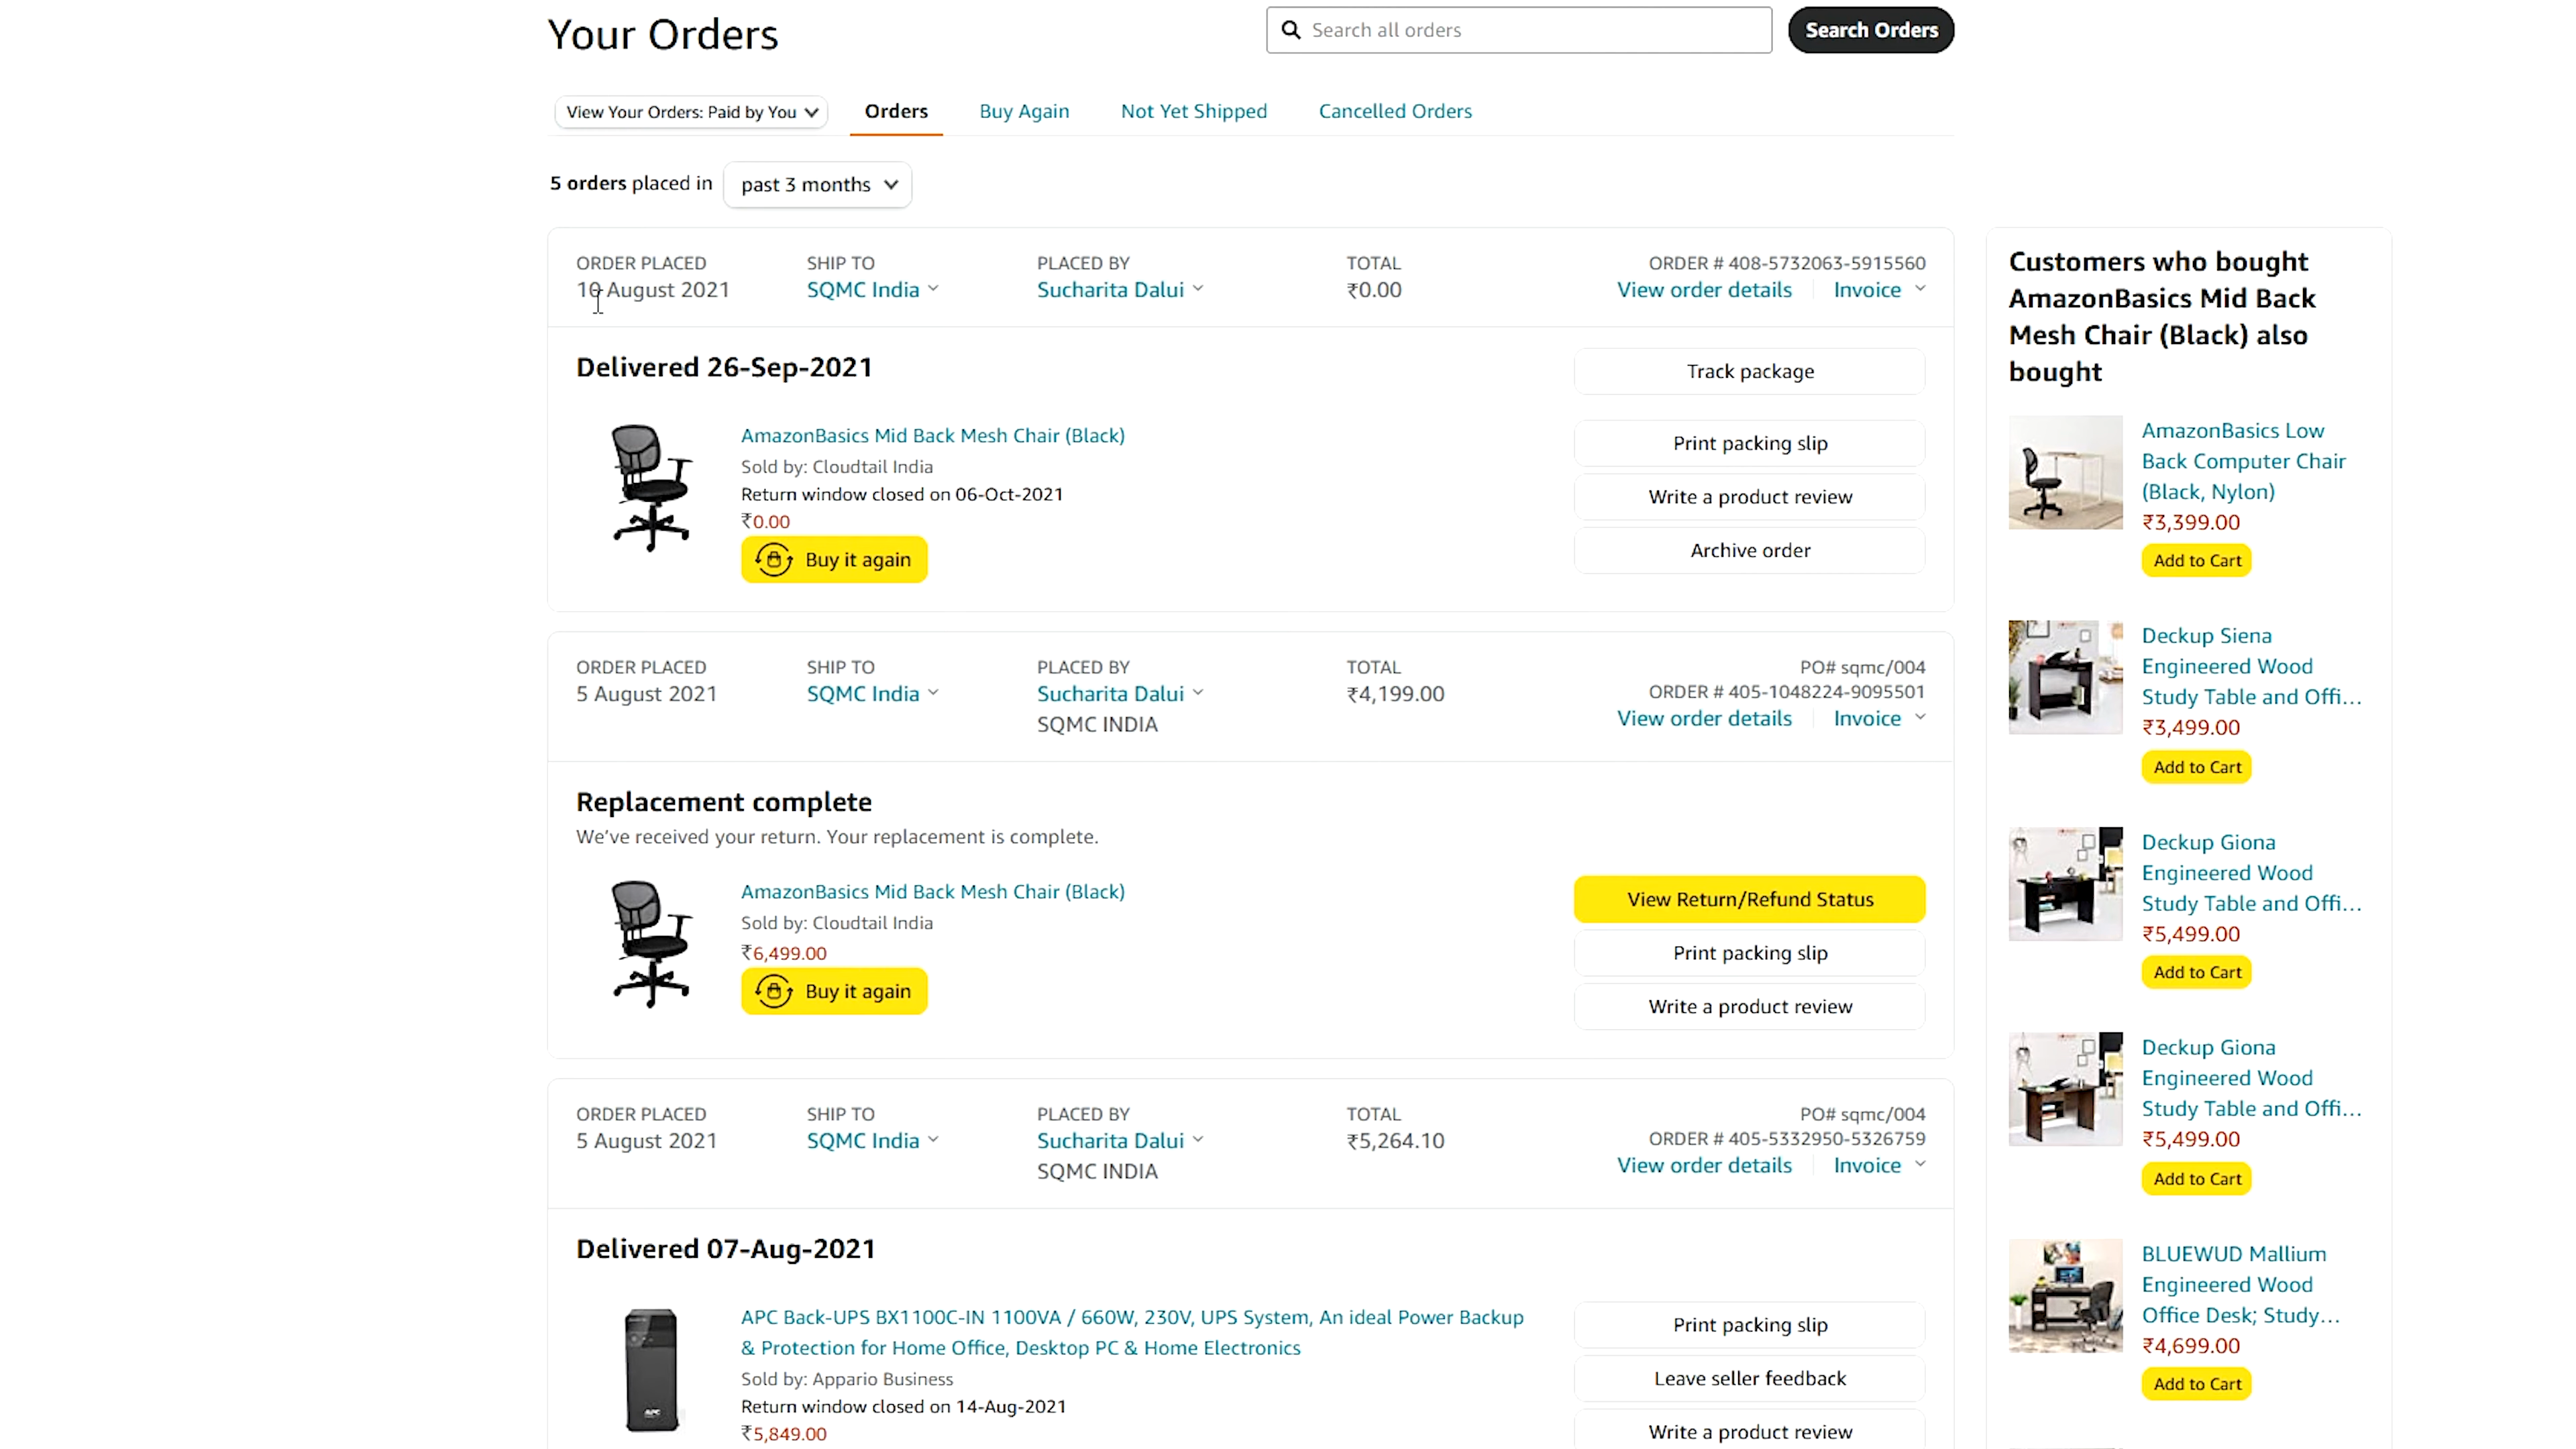 Your Orders
Search all orders
Search Orders
View Your Orders: Paid by You
Orders
Buy Again
Not Yet Shipped
Cancelled Orders
5 orders placed in
past 3 months
ORDER PLACED
10 August 2021
SHIP TO
SQMC India
PLACED BY
Sucharita Dalui
TOTAL
₹0.00
ORDER # 408-5732063-5915560
View order details
Invoice
Delivered 26-Sep-2021
AmazonBasics Mid Back Mesh Chair (Black)
Sold by: Cloudtail India
Return window closed on 06-Oct-2021
₹0.00
Buy it again
Track package
Print packing slip
Write a product review
Archive order
ORDER PLACED
5 August 2021
SHIP TO
SQMC India
PLACED BY
Sucharita Dalui
SQMC INDIA
TOTAL
₹4,199.00
PO# sqmc/004
ORDER # 405-1048224-9095501
View order details
Invoice
Replacement complete
We've received your return. Your replacement is complete.
AmazonBasics Mid Back Mesh Chair (Black)
Sold by: Cloudtail India
₹6,499.00
Buy it again
View Return/Refund Status
Print packing slip
Write a product review
ORDER PLACED
5 August 2021
SHIP TO
SQMC India
PLACED BY
Sucharita Dalui
SQMC INDIA
TOTAL
₹5,264.10
PO# sqmc/004
ORDER # 405-5332950-5326759
View order details
Invoice
Delivered 07-Aug-2021
APC
APC Back-UPS BX1100C-IN 1100VA / 660W, 230V, UPS System, An ideal Power Backup
& Protection for Home Office, Desktop PC & Home Electronics
Sold by: Appario Business
Return window closed on 14-Aug-2021
₹5,849.00
Print packing slip
Leave seller feedback
Write a product review
Customers who bought
AmazonBasics Mid Back
Mesh Chair (Black) also
bought
AmazonBasics Low
Back Computer Chair
(Black, Nylon)
₹3,399.00
Add to Cart
Deckup Siena
Engineered Wood
Study Table and Offi...
₹3,499.00
Add to Cart
Deckup Giona
Engineered Wood
Study Table and Offi...
₹5,499.00
Add to Cart
Deckup Giona
Engineered Wood
Study Table and Offi...
₹5,499.00
Add to Cart
BLUEWUD Mallium
Engineered Wood
Office Desk; Study...
₹4,699.00
Add to Cart